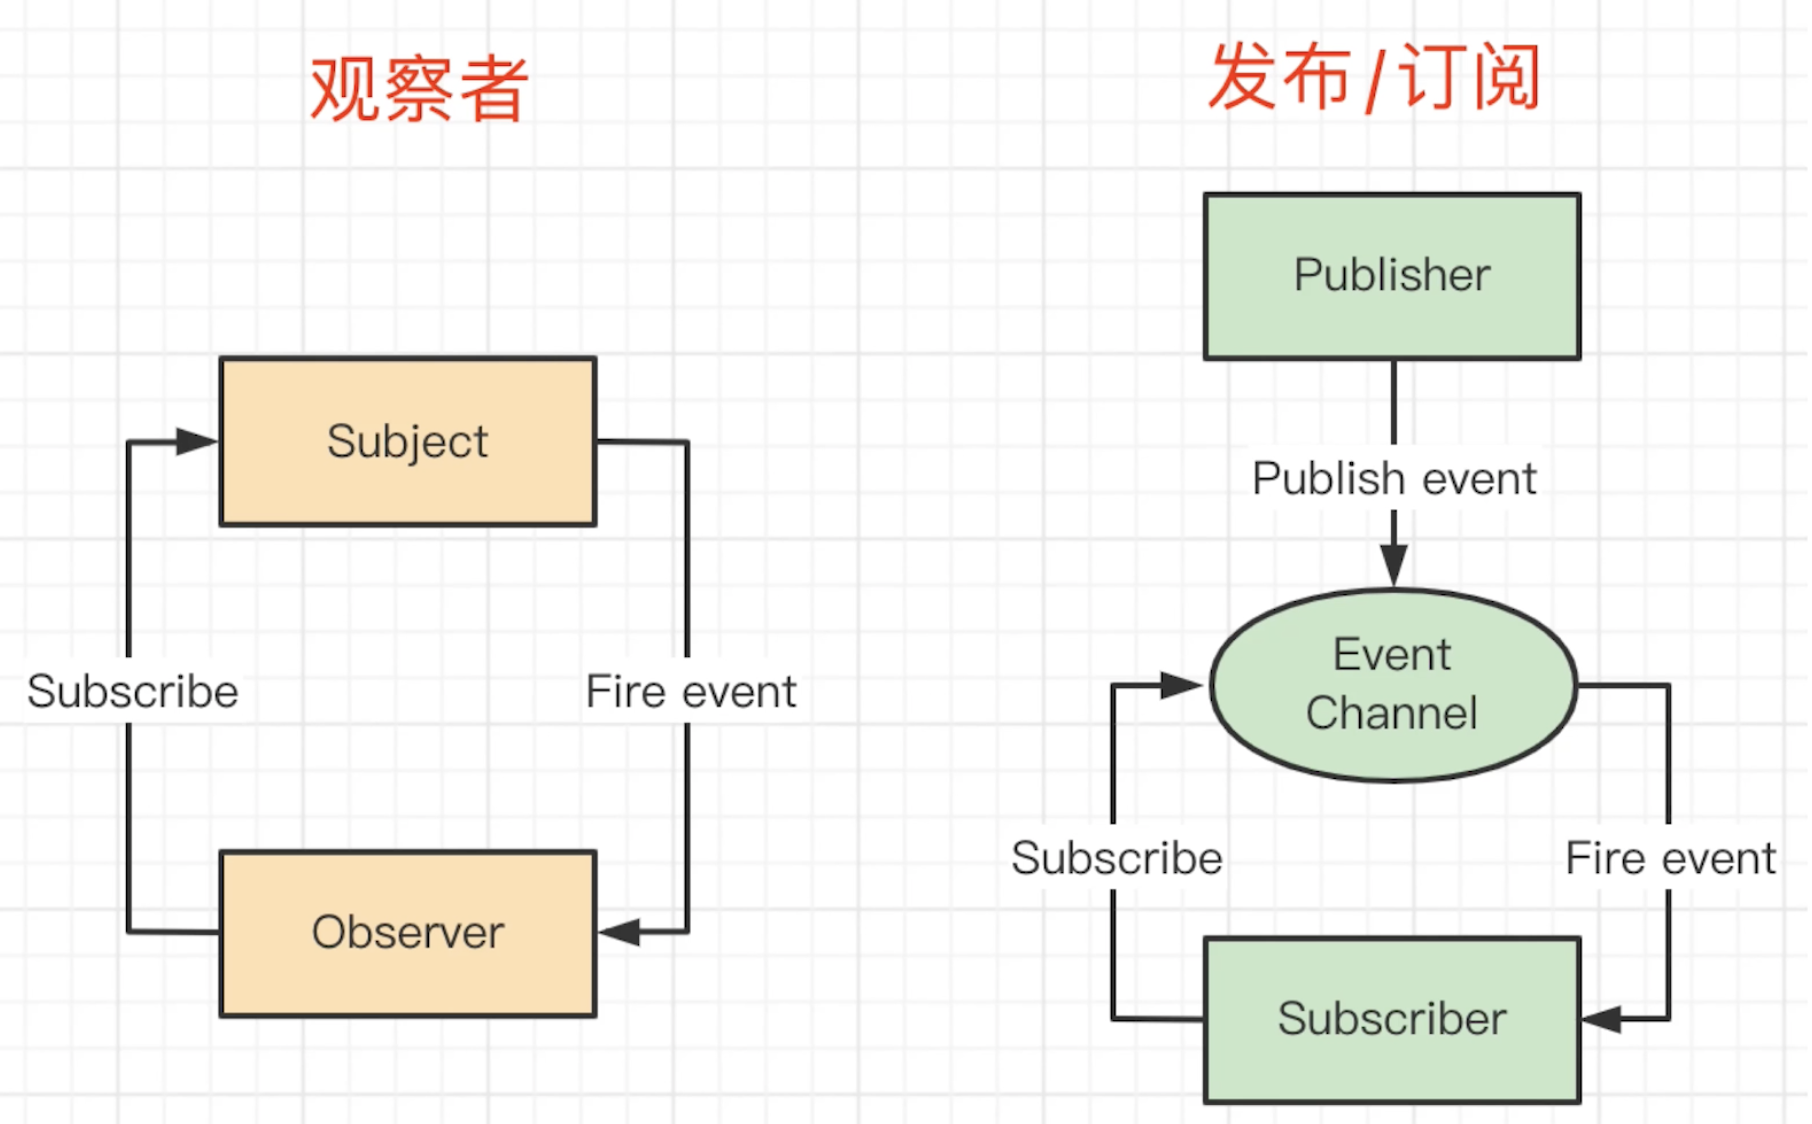 观察者
Subject
Subscribe
Fire event
Observer
发布/订阅
Publisher
Publish event
Event
Channel
Subscribe
Fire event
Subscriber